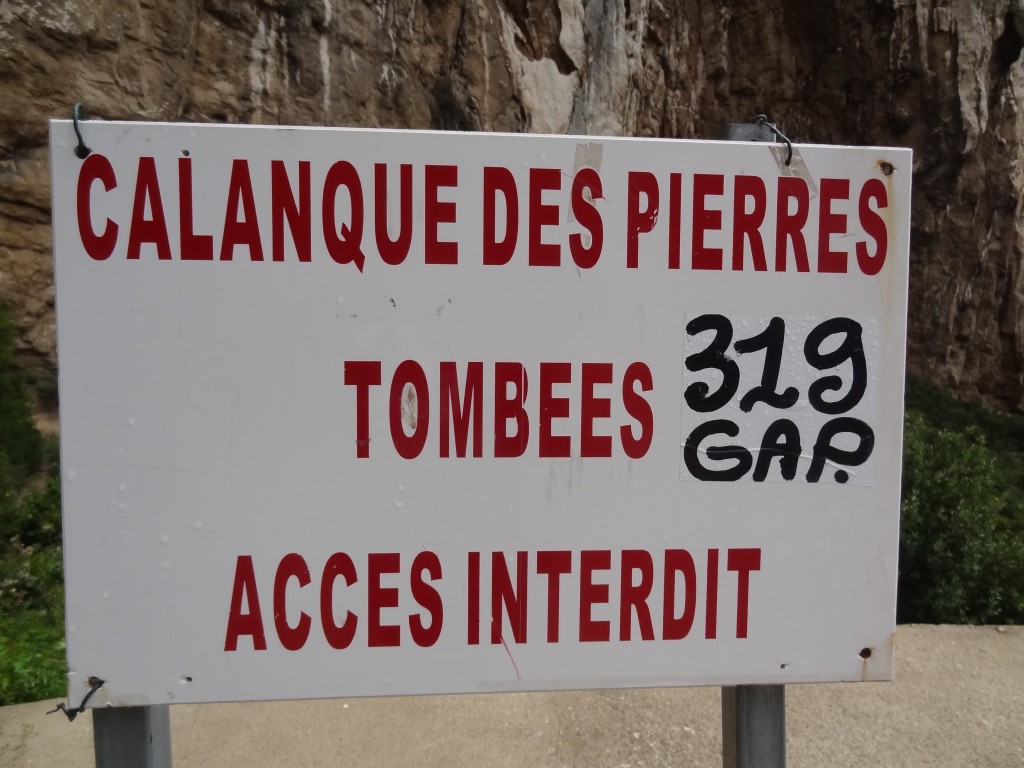 CALANQUE DES PIERRES
TOMBEES
319
GAP.
ACCES INTERDIT